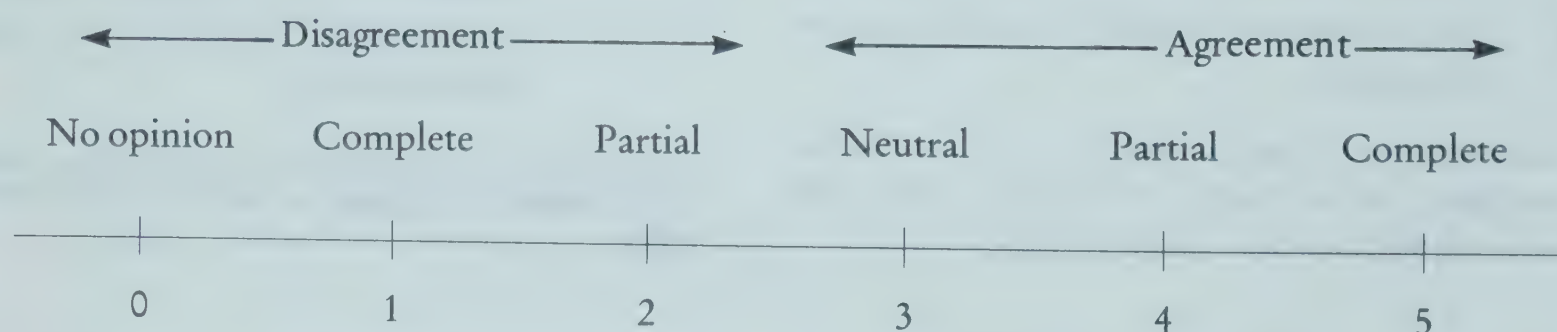 Disagreement Agreement
No opinion Complete Partial Neutral Partial Complete
0 1 2 3 4 5